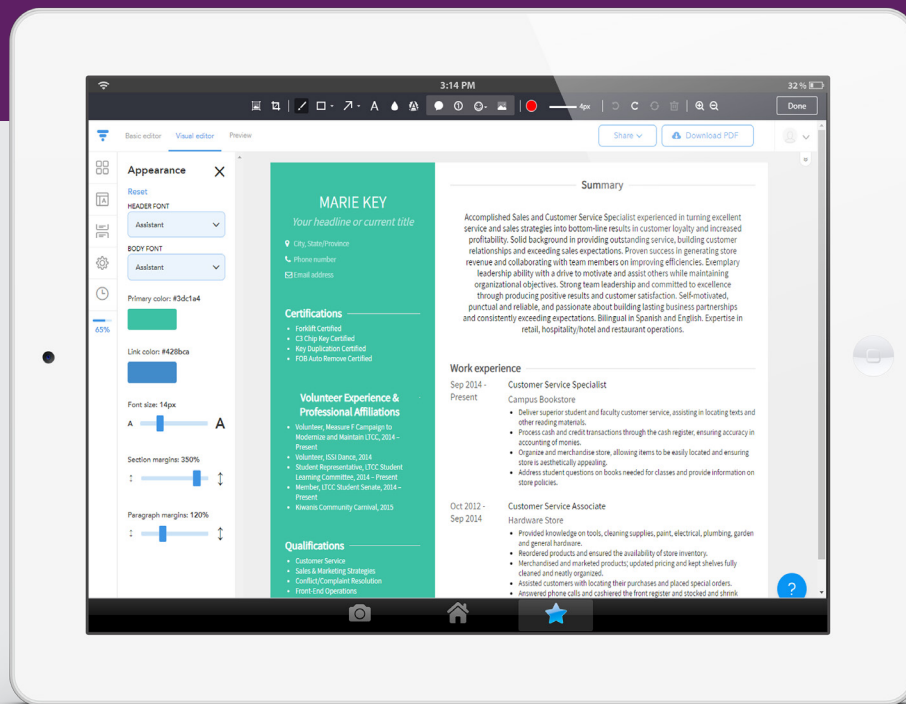 3:14 PM
32 %
4px
Done
Basic editor
Visual editor
Preview
Share
Download PDF
Appearance
X
Reset
HEADER FONT
Assistant
BODY FONT
Assistant
Primary color: #3dc1a4
65%
Link color: #428bca
Font size: 14px
A
A
Section margins: 350%
Paragraph margins: 120%
MARIE KEY
Your headline or current title
City, State/Province
Phone number
Email address
Certifications
• Forklift Certified
• C3 Chip Key Certified
• Key Duplication Certified
• FOB Auto Remove Certified
Volunteer Experience &
Professional Affiliations
• Volunteer, Measure F Campaign to
Modernize and Maintain LTCC, 2014 –
Present
• Volunteer, ISSI Dance, 2014
• Student Representative, LTCC Student
Learning Committee, 2014 – Present
• Member, LTCC Student Senate, 2014 –
Present
• Kiwanis Community Carnival, 2015
Qualifications
• Customer Service
• Sales & Marketing Strategies
• Conflict/Complaint Resolution
• Front-End Operations
Summary
Accomplished Sales and Customer Service Specialist experienced in turning excellent
service and sales strategies into bottom-line results in customer loyalty and increased
profitability. Solid background in providing outstanding service, building customer
relationships and exceeding sales expectations. Proven success in generating store
revenue and collaborating with team members on improving efficiencies. Exemplary
leadership ability with a drive to motivate and assist others while maintaining
organizational objectives. Strong team leadership and committed to excellence
through producing positive results and customer satisfaction. Self-motivated,
punctual and reliable, and passionate about building lasting business partnerships
and consistently exceeding expectations. Bilingual in Spanish and English. Expertise in
retail, hospitality/hotel and restaurant operations.
Work experience
Sep 2014 -
Present
Customer Service Specialist
Campus Bookstore
• Deliver superior student and faculty customer service, assisting in locating texts and
other reading materials.
• Process cash and credit transactions through the cash register, ensuring accuracy in
accounting of monies.
• Organize and merchandise store, allowing items to be easily located and ensuring
store is aesthetically appealing.
• Address student questions on books needed for classes and provide information on
store policies.
Oct 2012 -
Sep 2014
Customer Service Associate
Hardware Store
• Provided knowledge on tools, cleaning supplies, paint, electrical, plumbing, garden
and general hardware.
• Reordered products and ensured the availability of store inventory.
• Merchandised and marketed products; updated pricing and kept shelves fully
cleaned and neatly organized.
• Assisted customers with locating their purchases and placed special orders.
• Answered phone calls and cashiered the front register and stocked and shrink
?